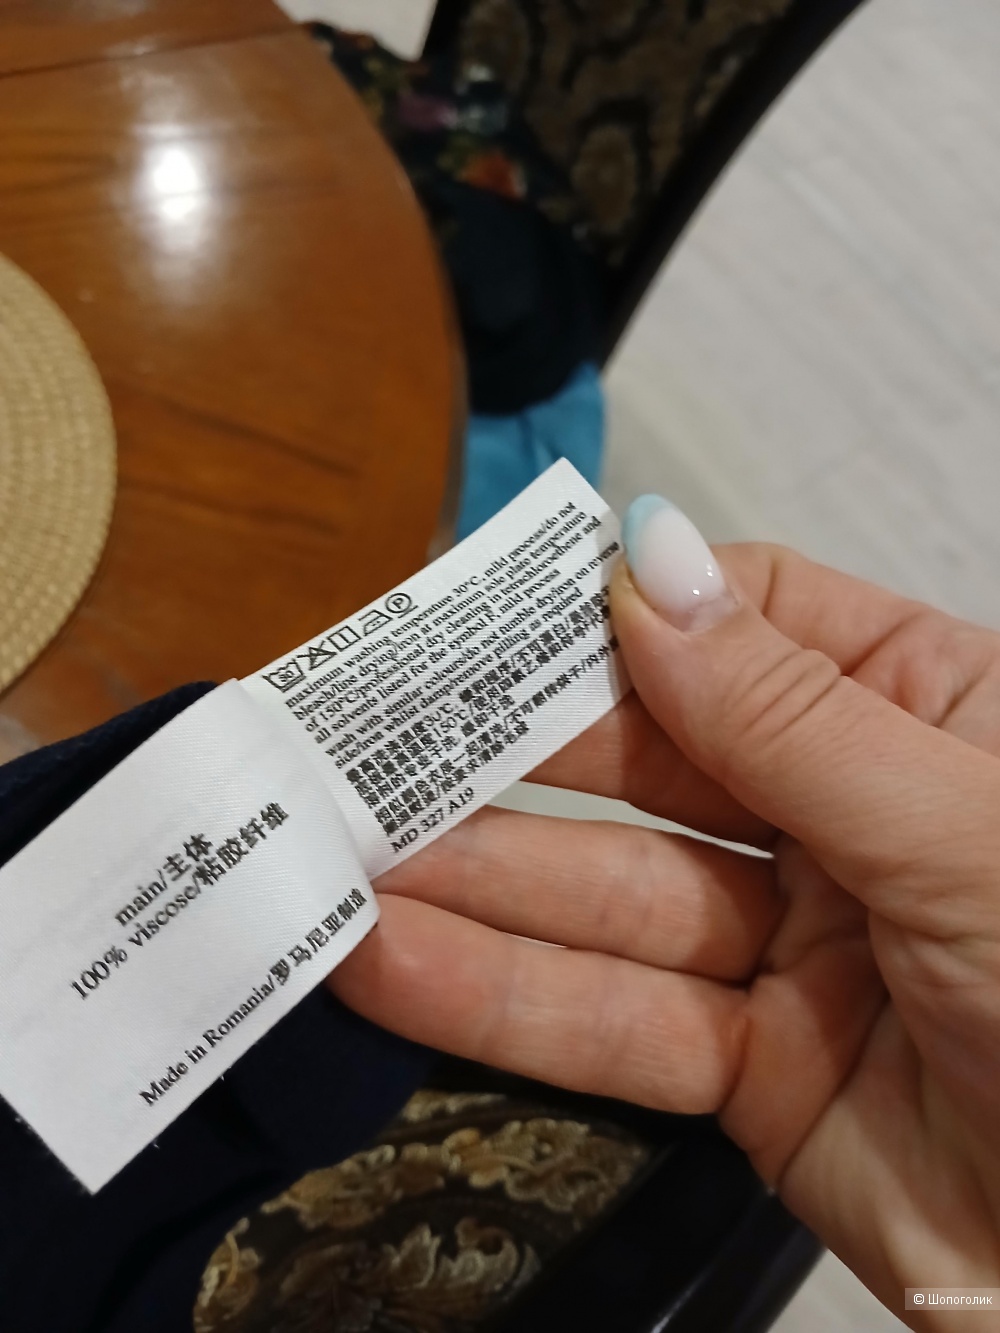 main/主体
100% viscose/粘胶纤维
Made in Romania/罗马尼亚制造
30 P
maximum washing temperature 30°C, mild process/do not
bleach/line drying/iron at maximum sole plate temperature
of 150°C/professional dry cleaning in tetrachloroethene and
all solvents listed for the symbol F, mild process
wash with similar colours/do not tumble dry/iron on reverse
side/iron whilst damp/remove pilling as required
MD 327 A19
© Шопоголик